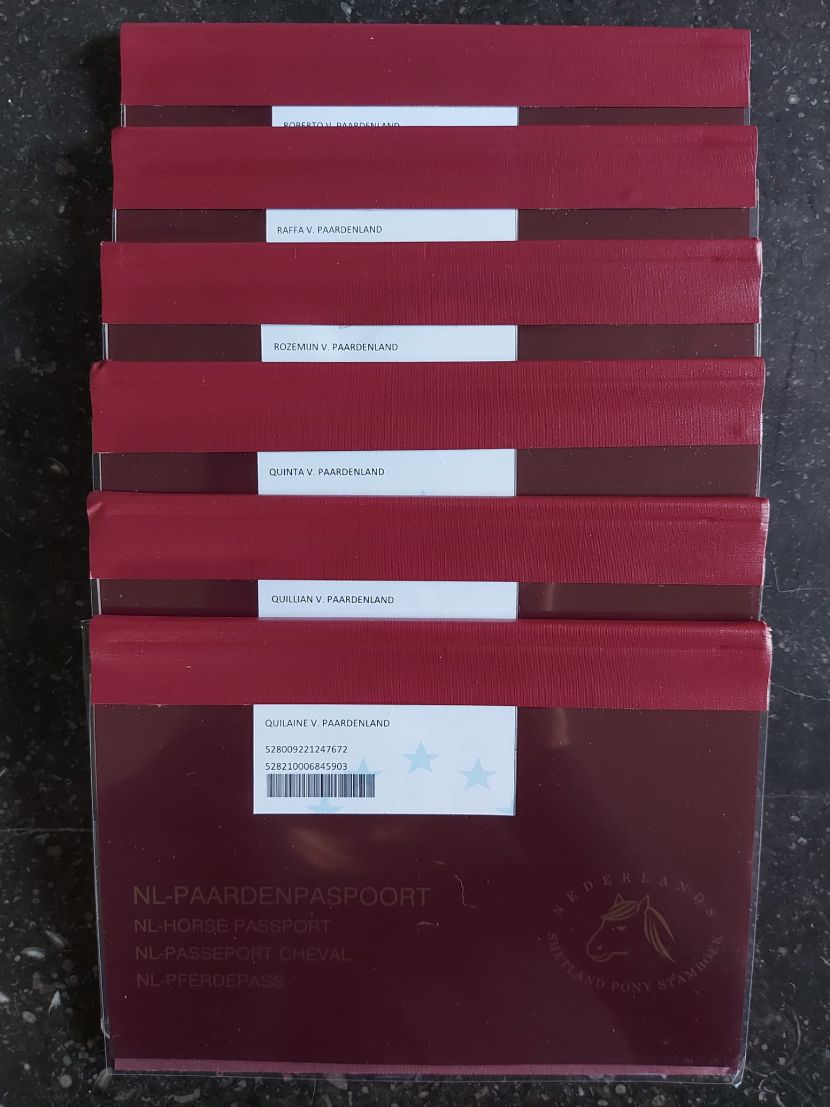 ROBERTO V. PAARDENLAND
RAFFA V. PAARDENLAND
ROZEMIJN V. PAARDENLAND
QUINTA V. PAARDENLAND
QUILLIAN V. PAARDENLAND
QUILAINE V. PAARDENLAND
528009221247672
528210006845903
NL-PAARDENPASPOORT
NL-HORSE PASSPORT
NL-PASSEPORT CHEVAL
NL-PFERDEPASS
NEDERLANDS
SHETLAND PONY STAMBOEK